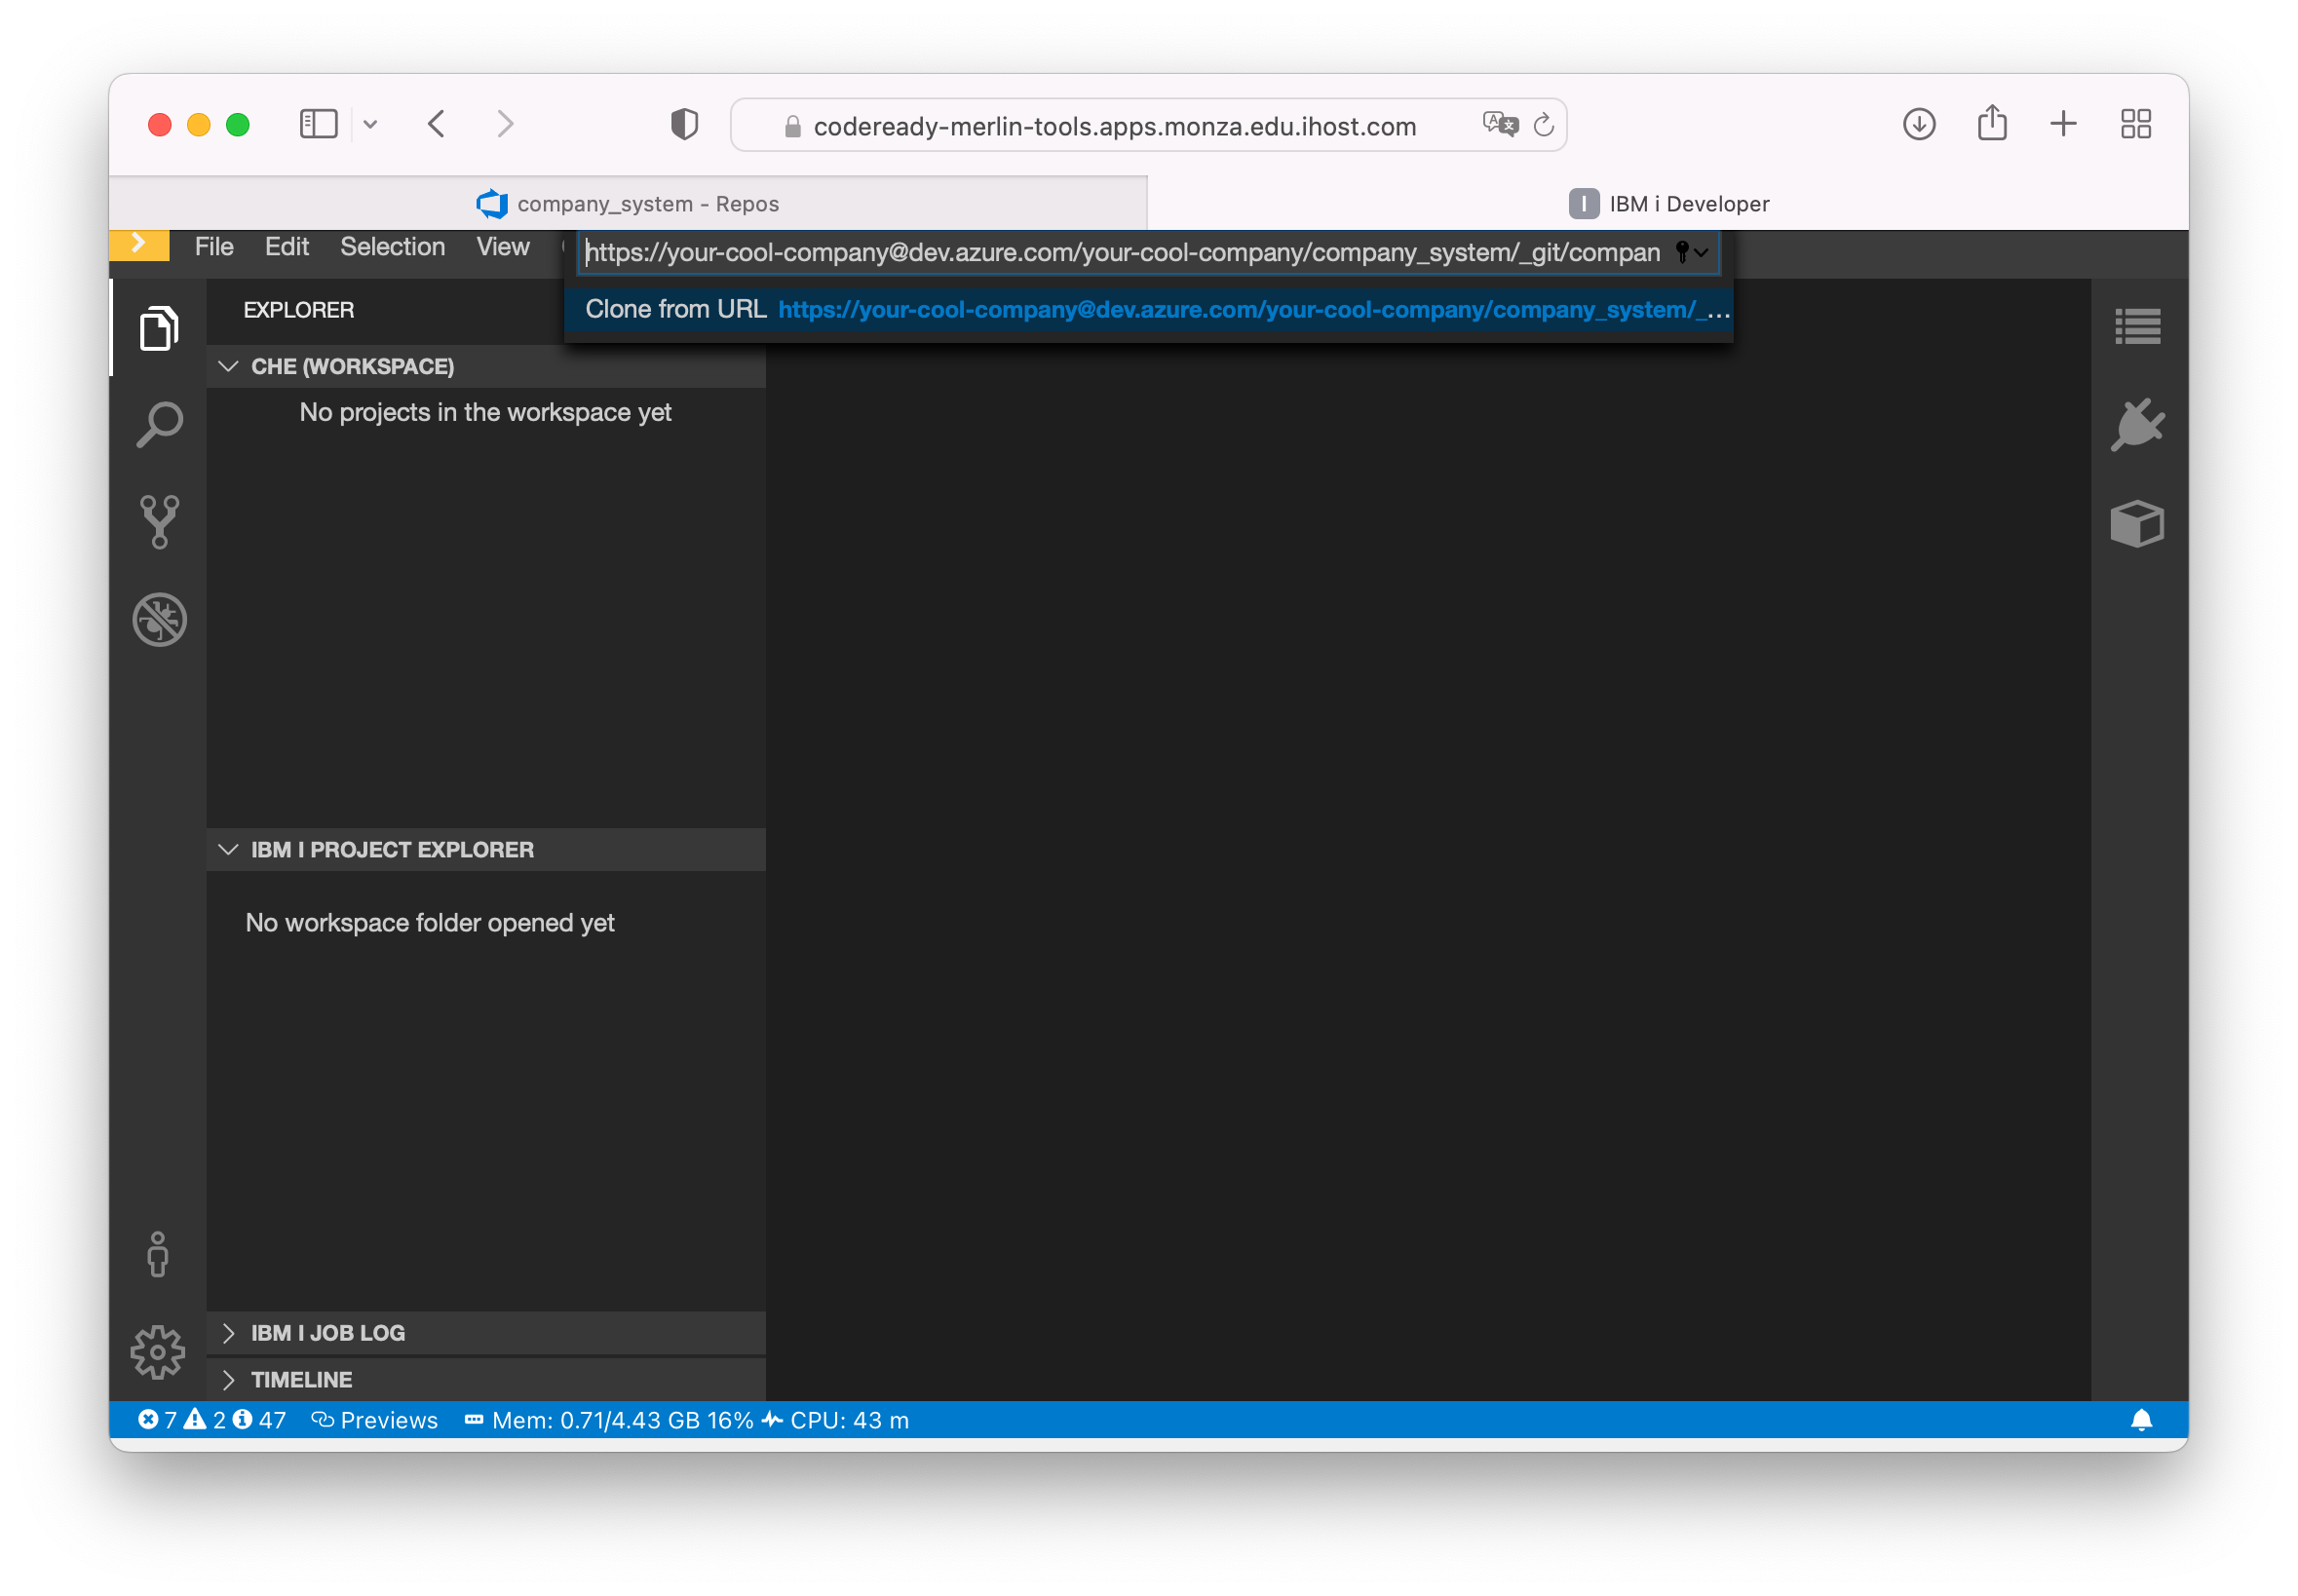 codeready-merlin-tools.apps.monza.edu.ihost.com
company_system - Repos
IBM i Developer
File Edit Selection View
https://your-cool-company@dev.azure.com/your-cool-company/company_system/_git/compan
Clone from URL https://your-cool-company@dev.azure.com/your-cool-company/company_system/_...
EXPLORER
CHE (WORKSPACE)
No projects in the workspace yet
IBM I PROJECT EXPLORER
No workspace folder opened yet
IBM I JOB LOG
TIMELINE
7 2 47 Previews Mem: 0.71/4.43 GB 16% CPU: 43 m